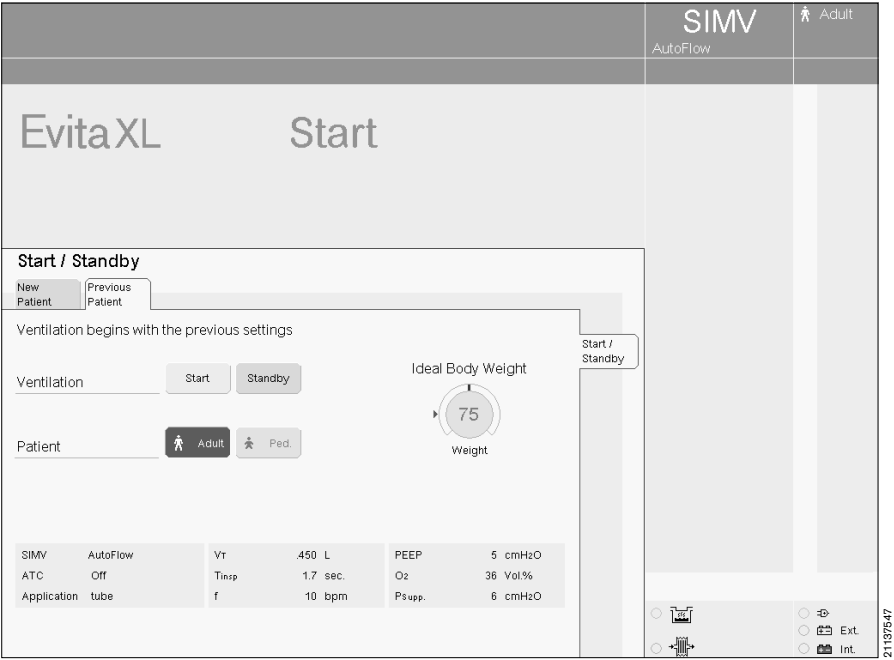 SIMV
Adult
AutoFlow
Evita XL Start
Start / Standby
New Patient
Previous Patient
Ventilation begins with the previous settings
Start / Standby
Ventilation Start Standby
Ideal Body Weight
75
Weight
Patient Adult Ped.
SIMV AutoFlow VT .450 L PEEP 5 cmH2O
ATC Off Tinsp 1.7 sec. O2 36 Vol.%
Application tube f 10 bpm Psupp. 6 cmH2O
Ext.
Int.
21137547